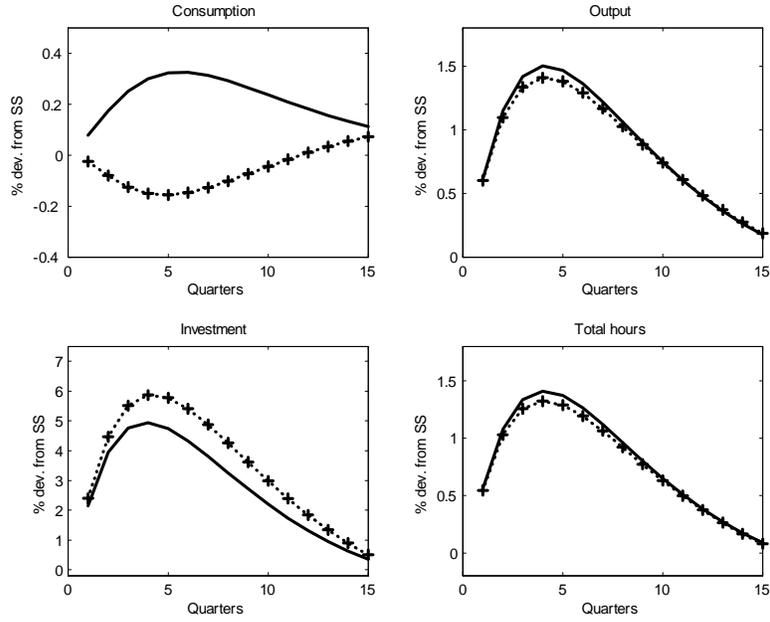 Consumption
% dev. from SS
0.4
0.2
0
-0.2
-0.4
0 5 10 15
Quarters
Output
% dev. from SS
1.5
1
0.5
0
0 5 10 15
Quarters
Investment
% dev. from SS
7
6
5
4
3
2
1
0
0 5 10 15
Quarters
Total hours
% dev. from SS
1.5
1
0.5
0
0 5 10 15
Quarters